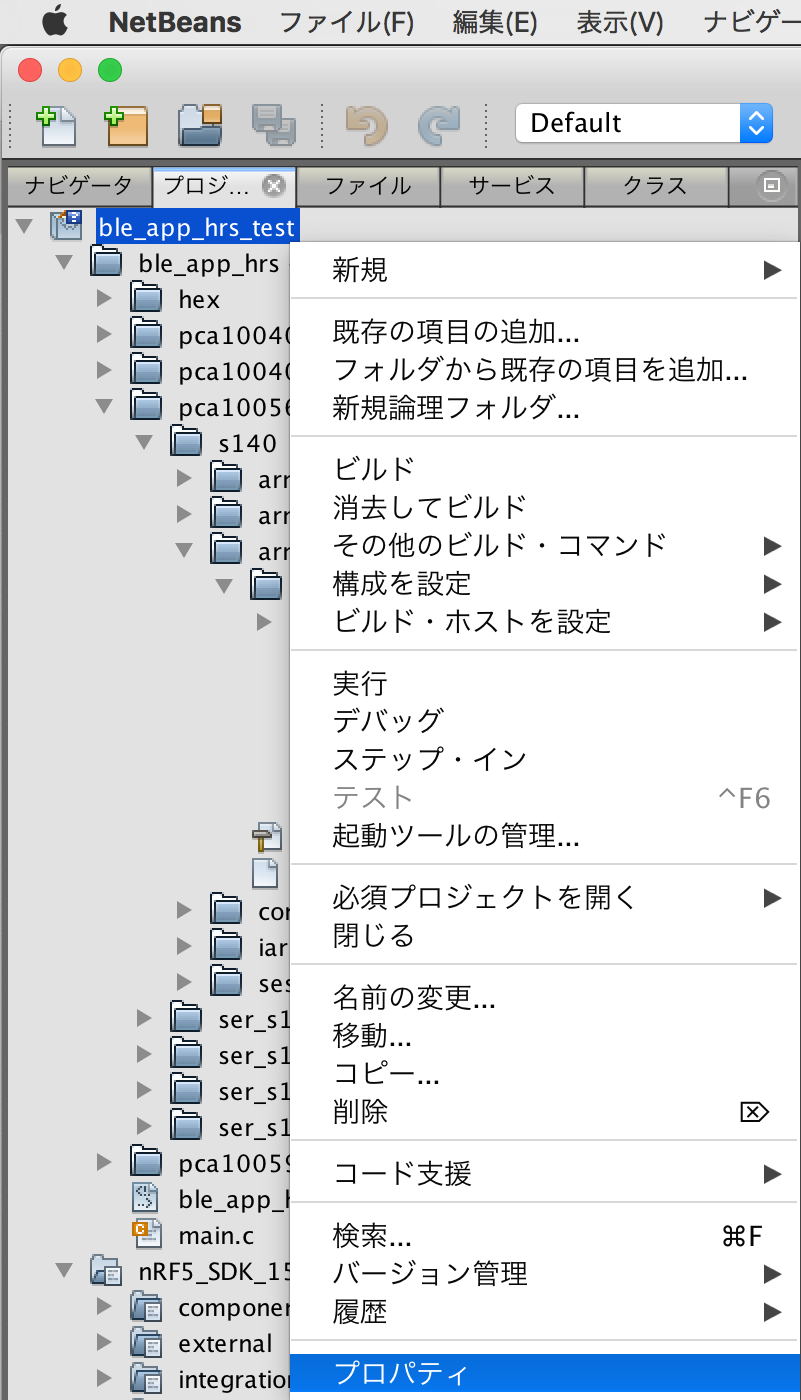 NetBeans ファイル(F) 編集(E) 表示(V) ナビゲー
Default
ナビゲータ プロジ... ファイル サービス クラス
ble_app_hrs_test
ble_app_hrs
hex
pca10040
pca10040
pca10056
s140
arr
arr
arr
cor
iar
ses
ser_s1
ser_s1
ser_s1
ser_s1
pca10059
ble_app_h
main.c
nRF5_SDK_15
componen
external
integration
新規
既存の項目の追加...
フォルダから既存の項目を追加...
新規論理フォルダ...
ビルド
消去してビルド
その他のビルド・コマンド
構成を設定
ビルド・ホストを設定
実行
デバッグ
ステップ・イン
テスト ^F6
起動ツールの管理...
必須プロジェクトを開く
閉じる
名前の変更...
移動...
コピー...
削除 ⌦
コード支援
検索... ⌘F
バージョン管理
履歴
プロパティ